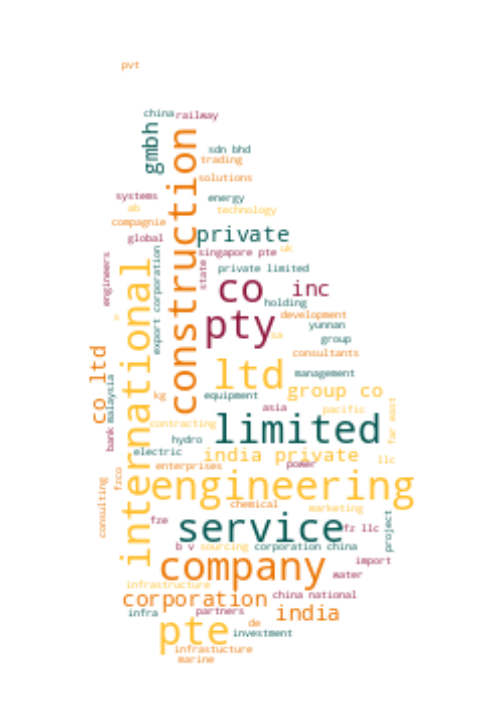 pvt
china
railway
gmbh
construction
sdn bhd
trading
solutions
systems
energy
ab
technology
compagnie
global
private
uk
singapore pte
engineers
export corporation
state
private limited
international
co
inc
holding
pty
development
yunnan
group
sa
consultants
co ltd
malaysia
ltd
management
kg
equipment
group co
asia
pacific
far east
bank
contracting
limited
hydro
electric
india private
power
llc
enterprises
fzco
consulting
engineering
chemical
marketing
fze
service
fz llc
project
b v
sourcing
corporation china
company
import
water
infrastructure
corporation
china national
infra
partners
india
pte
de
investment
infrastucture
marine